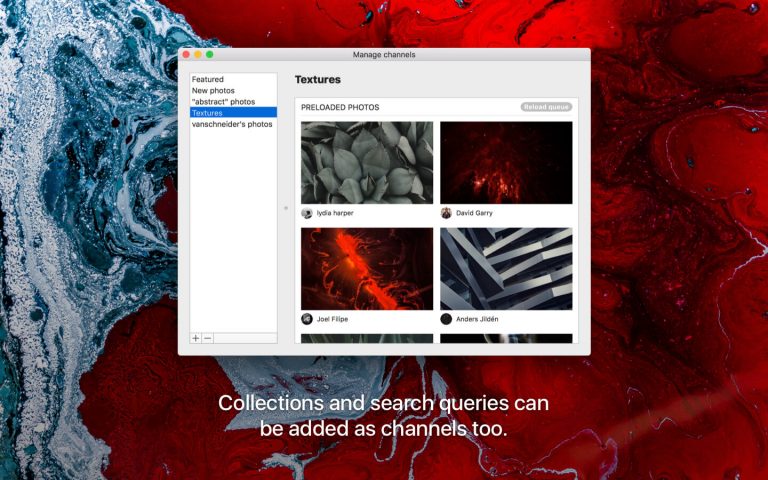 Manage channels
Featured
New photos
"abstract" photos
Textures
vanschneider's photos
Textures
PRELOADED PHOTOS
Reload queue
lydia harper
David Garry
Joel Filipe
Anders Jildén
Collections and search queries can
be added as channels too.